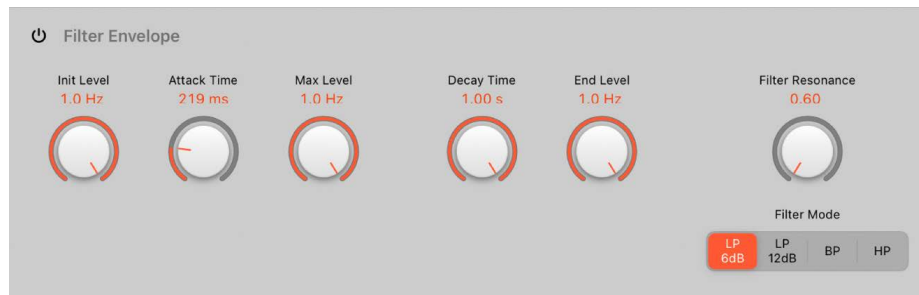 Filter Envelope
Init Level
1.0 Hz
Attack Time
219 ms
Max Level
1.0 Hz
Decay Time
1.00 s
End Level
1.0 Hz
Filter Resonance
0.60
Filter Mode
LP
6dB
LP
12dB
BP
HP